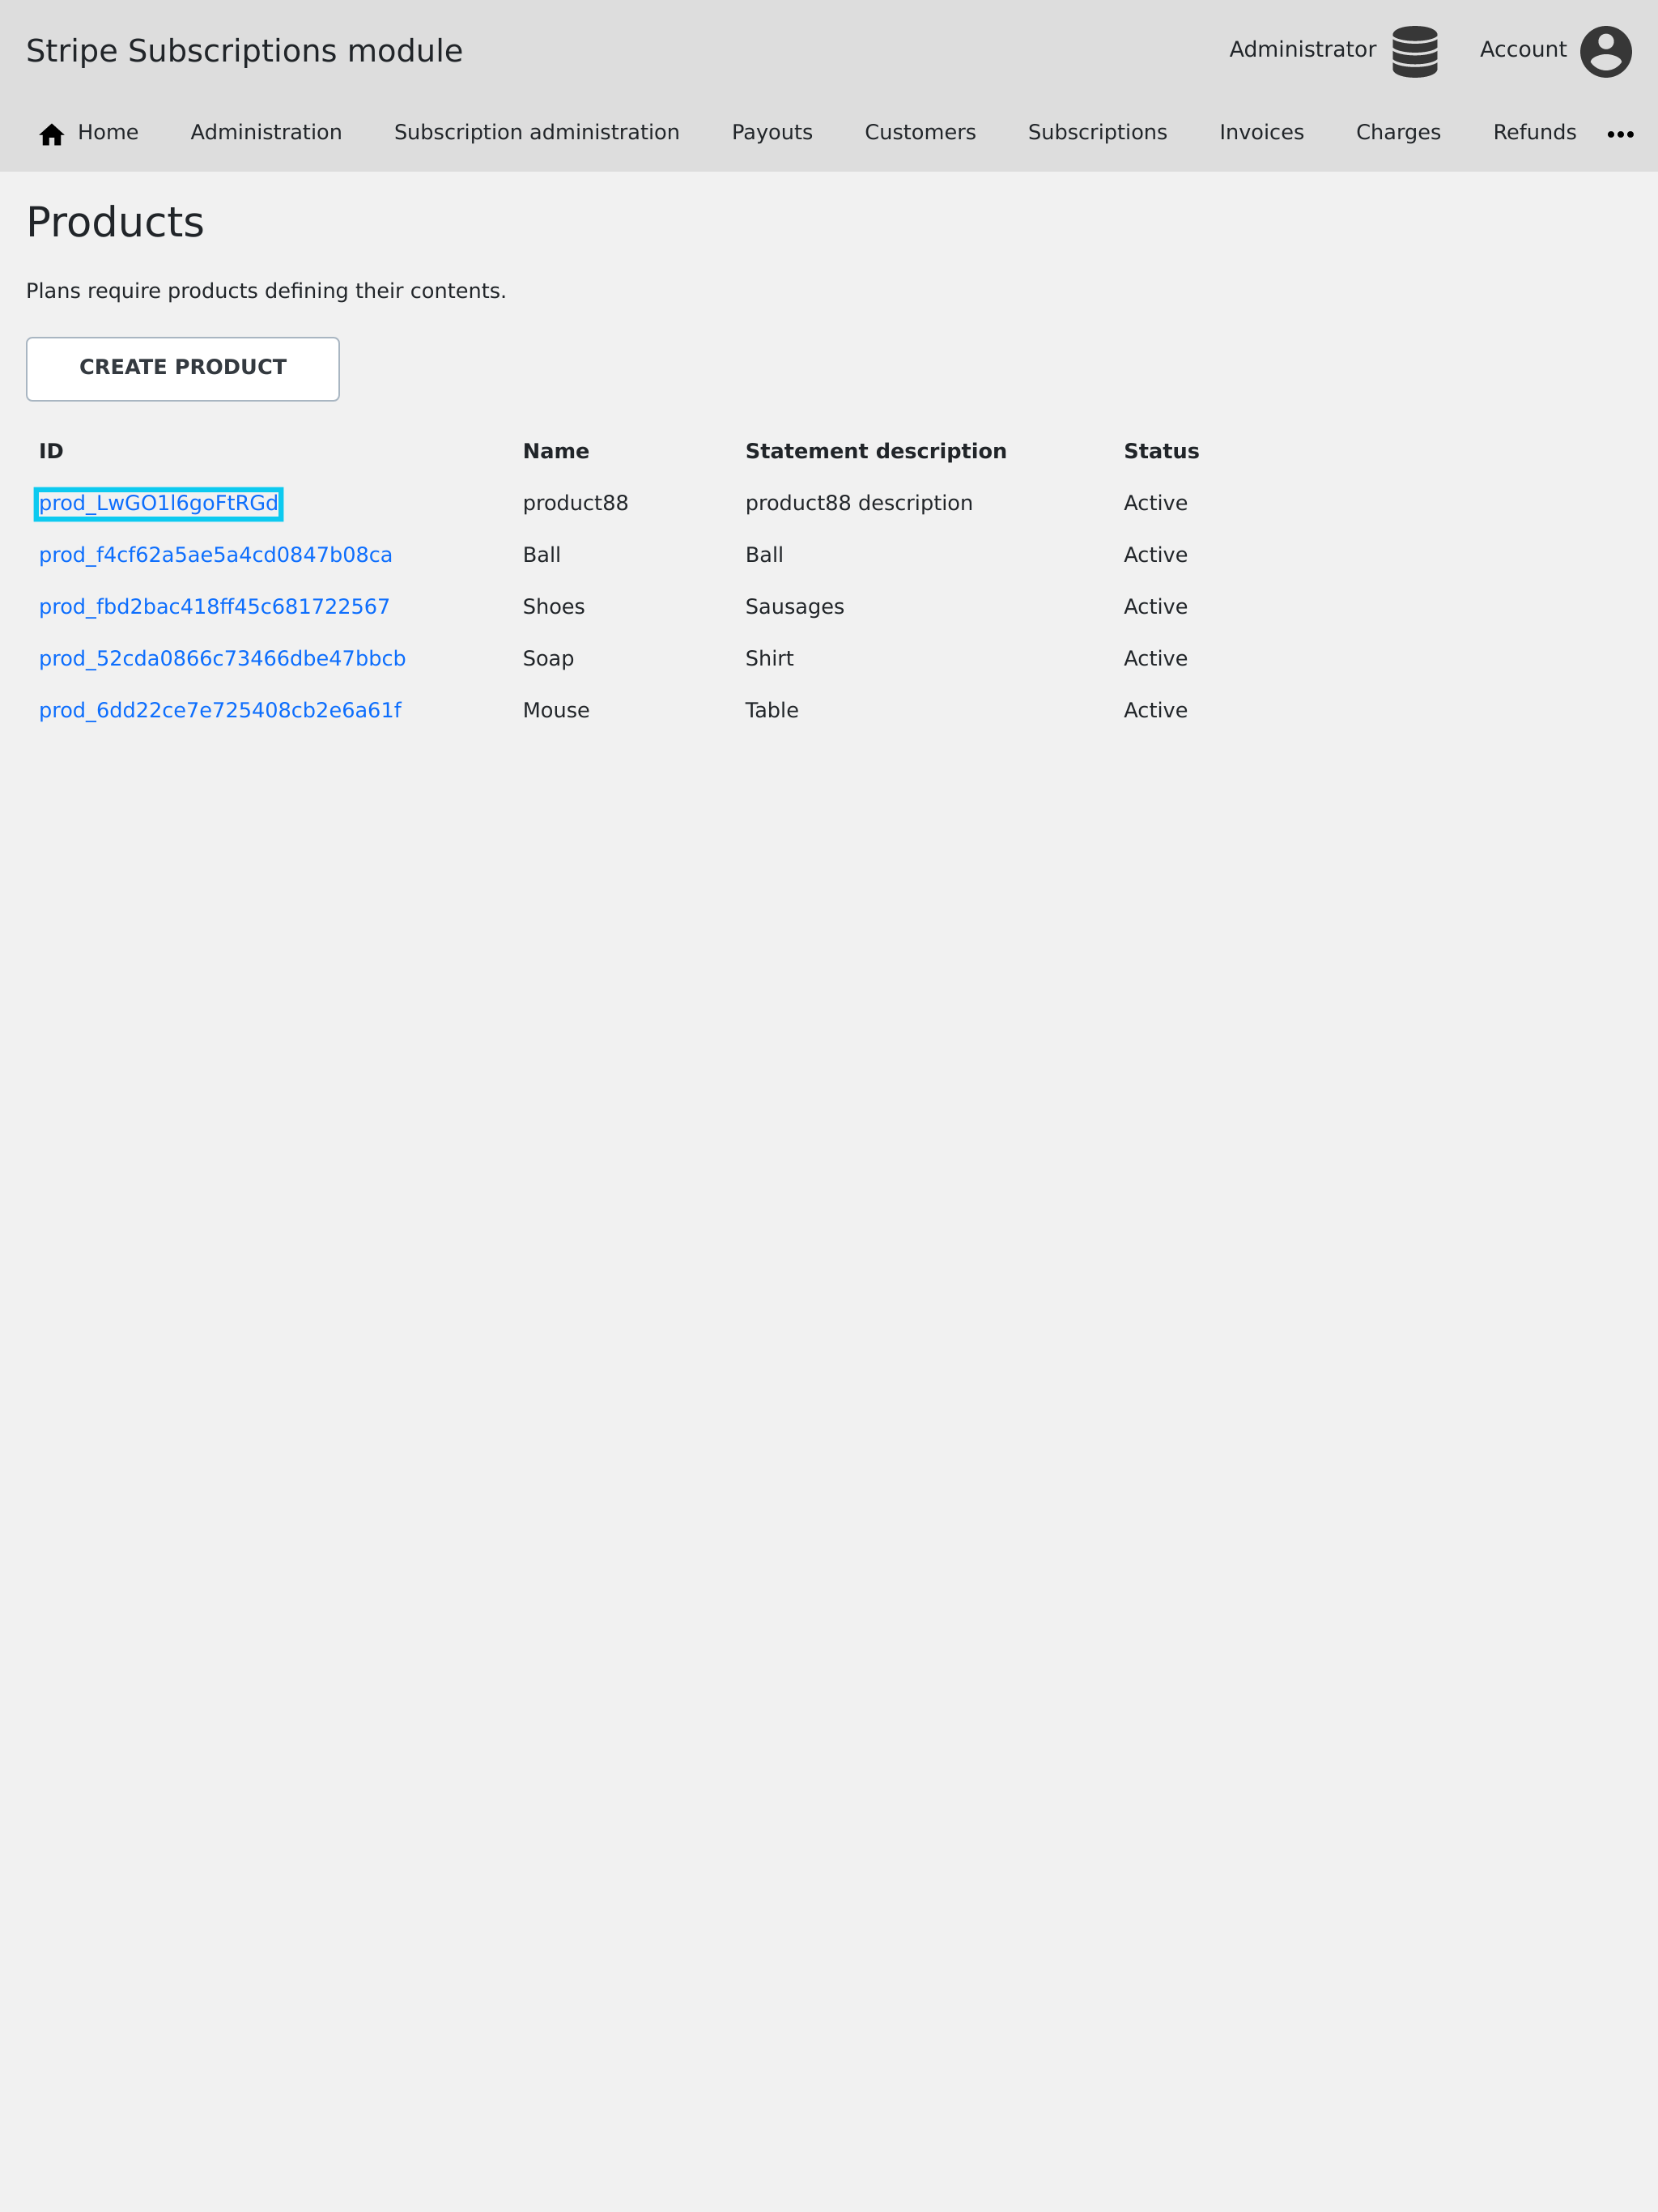 Stripe Subscriptions module
Administrator
Account
Home Administration Subscription administration Payouts Customers Subscriptions Invoices Charges Refunds
Products
Plans require products defining their contents.
CREATE PRODUCT
ID Name Statement description Status
prod_LwGO1l6goFtRGd product88 product88 description Active
prod_f4cf62a5ae5a4cd0847b08ca Ball Ball Active
prod_fbd2bac418ff45c681722567 Shoes Sausages Active
prod_52cda0866c73466dbe47bbcb Soap Shirt Active
prod_6dd22ce7e725408cb2e6a61f Mouse Table Active